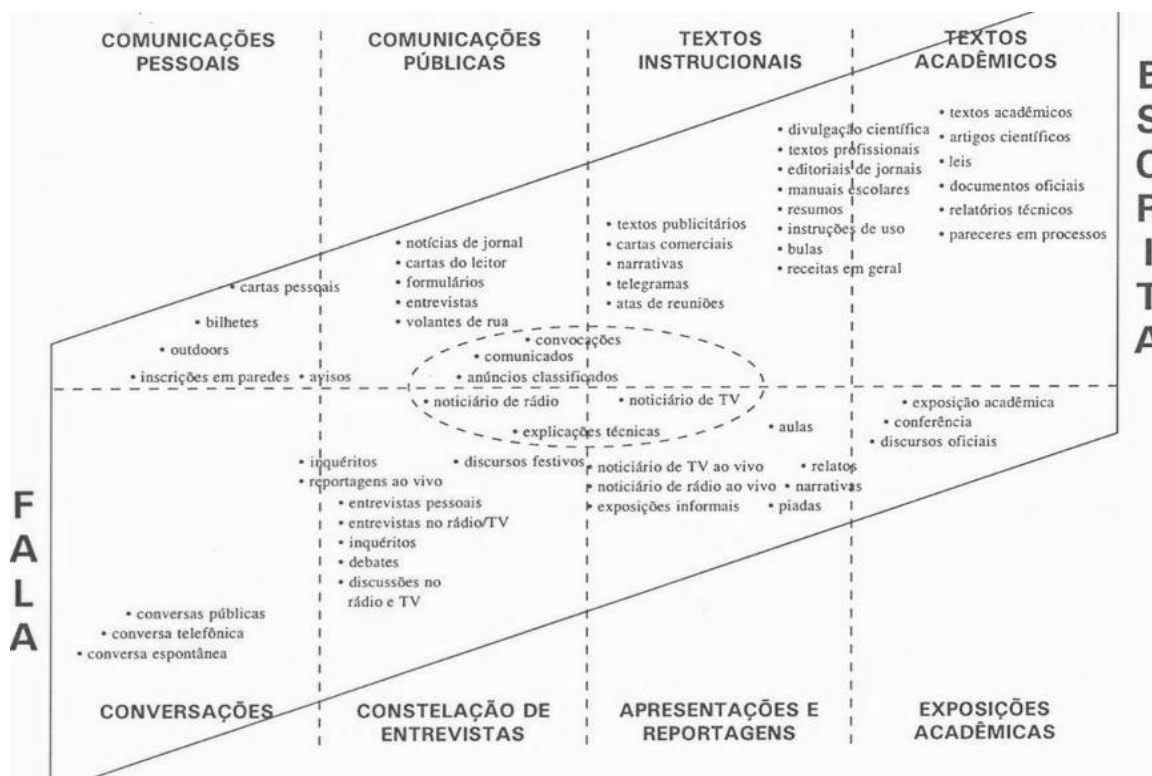 COMUNICAÇÕES
PESSOAIS
COMUNICAÇÕES
PÚBLICAS
TEXTOS
INSTRUCIONAIS
TEXTOS
ACADÊMICOS
ESCRITA
• textos acadêmicos
• artigos científicos
• leis
• documentos oficiais
• relatórios técnicos
• pareceres em processos
• divulgação científica
• textos profissionais
• editoriais de jornais
• manuais escolares
• resumos
• instruções de uso
• bulas
• receitas em geral
• textos publicitários
• cartas comerciais
• narrativas
• telegramas
• atas de reuniões
• notícias de jornal
• cartas do leitor
• formulários
• entrevistas
• volantes de rua
• cartas pessoais
• bilhetes
• outdoors
• inscrições em paredes
• avisos
• convocações
• comunicados
• anúncios classificados
• noticiário de rádio
• noticiário de TV
• explicações técnicas
• aulas
• exposição acadêmica
• conferência
• discursos oficiais
• inquéritos
• reportagens ao vivo
• discursos festivos
• noticiário de TV ao vivo
• noticiário de rádio ao vivo
• exposições informais
• relatos
• narrativas
• piadas
• entrevistas pessoais
• entrevistas no rádio/TV
• inquéritos
• debates
• discussões no
rádio e TV
• conversas públicas
• conversa telefônica
• conversa espontânea
FALA
CONVERSAÇÕES
CONSTELAÇÃO DE
ENTREVISTAS
APRESENTAÇÕES E
REPORTAGENS
EXPOSIÇÕES
ACADÊMICAS